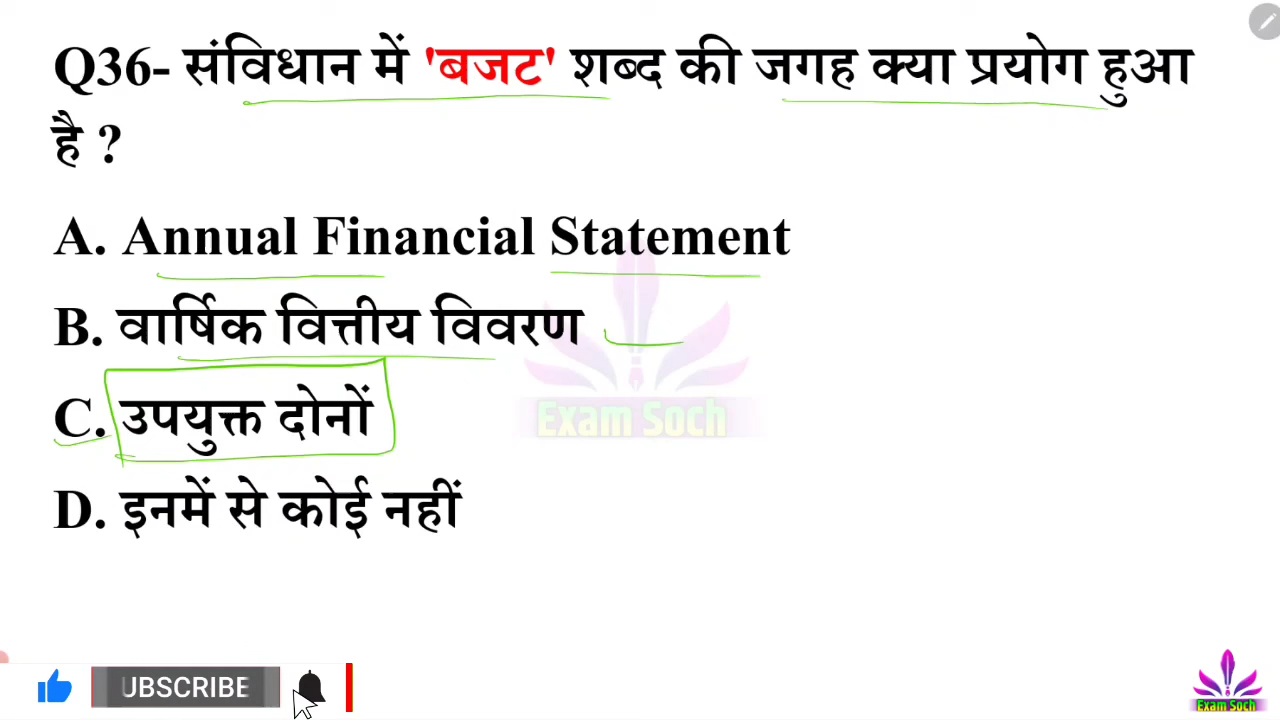 Q36- संविधान में 'बजट' शब्द की जगह क्या प्रयोग हुआ
है ?
A. Annual Financial Statement
B. वार्षिक वित्तीय विवरण
C. उपयुक्त दोनों
D. इनमें से कोई नहीं
Exam Soch
UBSCRIBE
Exam Soch